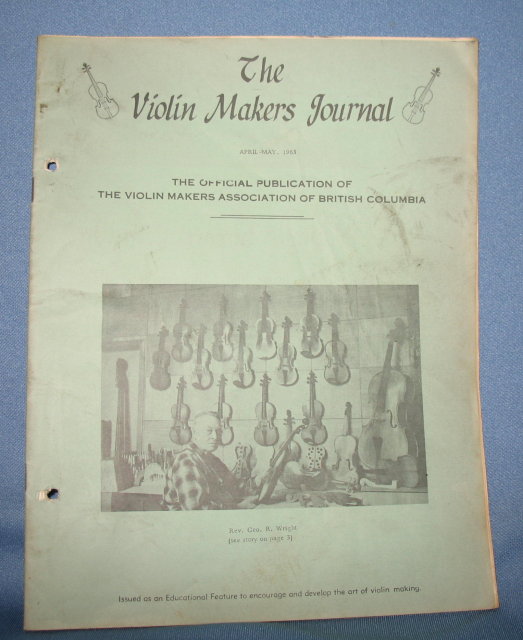 The
Violin Makers Journal
APRIL-MAY, 1963
THE OFFICIAL PUBLICATION OF
THE VIOLIN MAKERS ASSOCIATION OF BRITISH COLUMBIA
Rev. Geo. R. Wright
(see story on page 3)
Issued as an Educational Feature to encourage and develop the art of violin making.